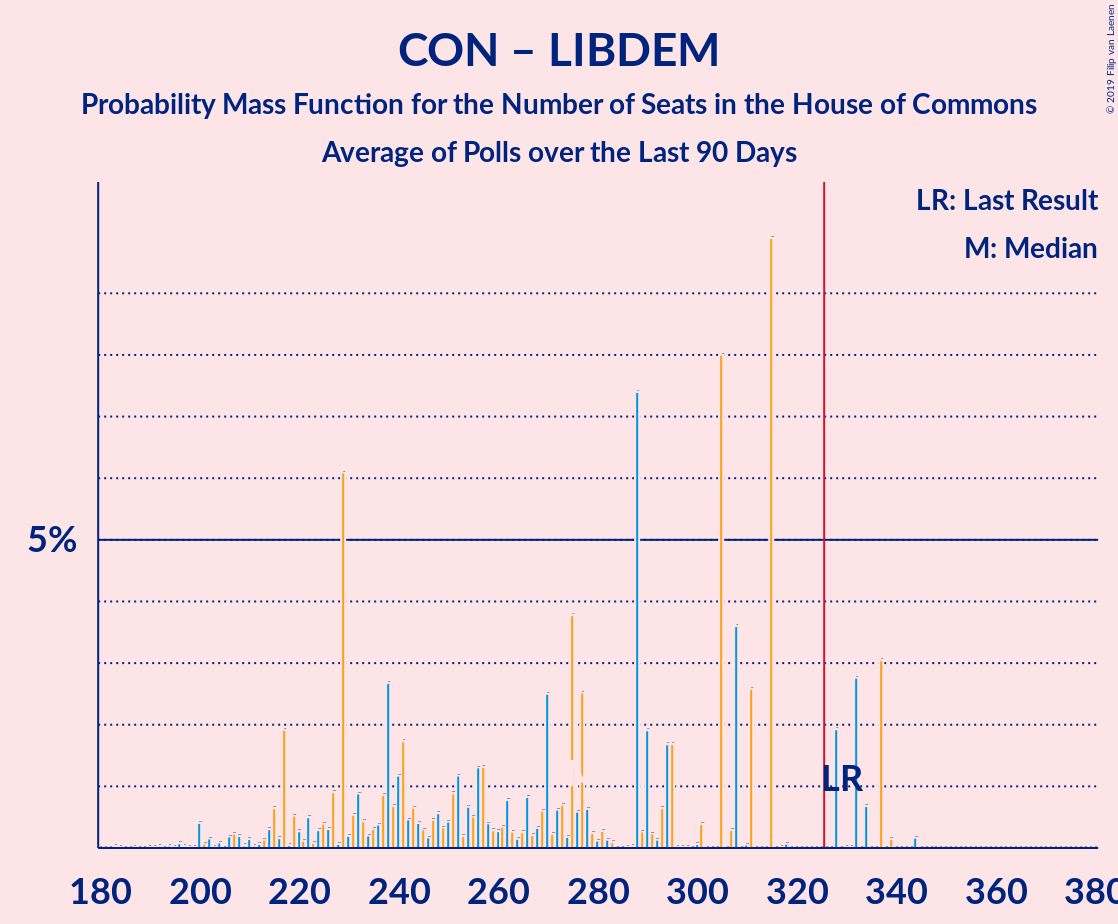 CON – LIBDEM
Probability Mass Function for the Number of Seats in the House of Commons
Average of Polls over the Last 90 Days
© 2019 Filip van Laenen
LR: Last Result
M: Median
5%
LR
180 200 220 240 260 280 300 320 340 360 380